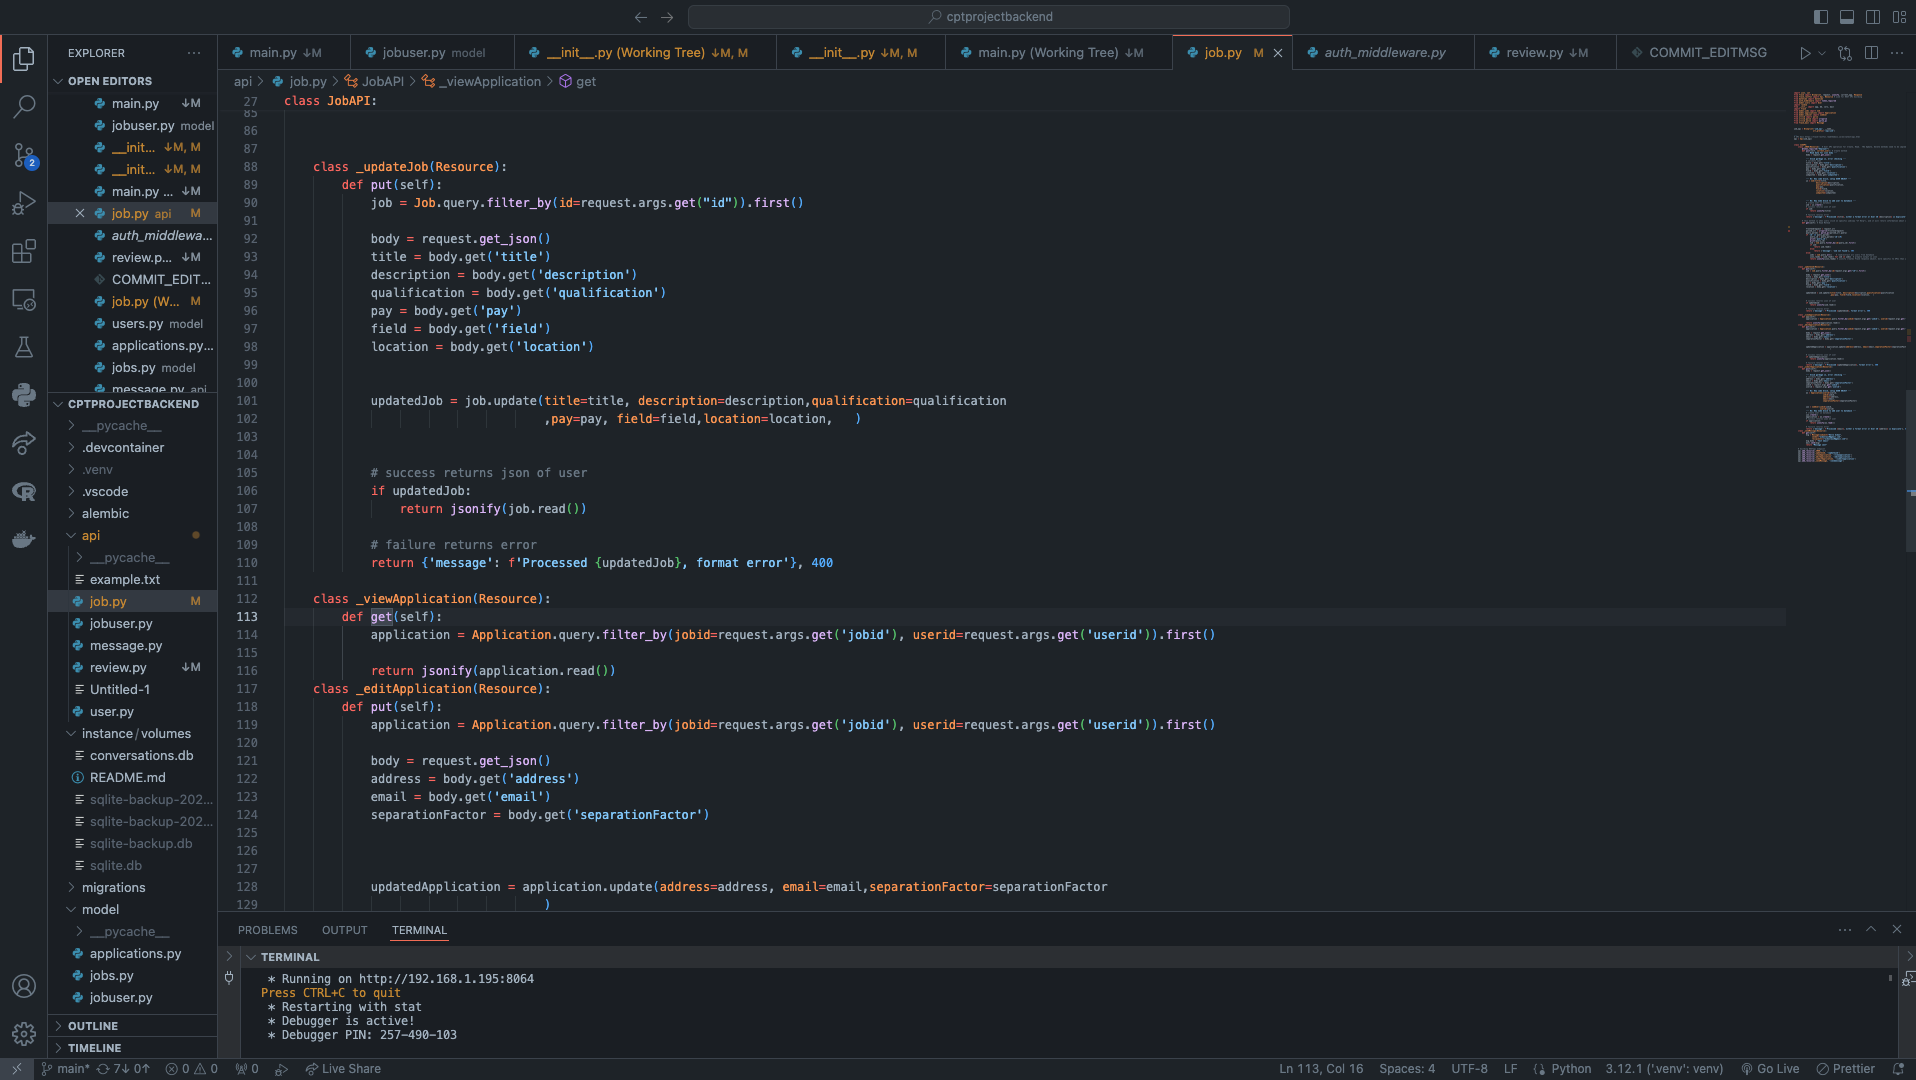 cptprojectbackend
EXPLORER
main.py ↓M
jobuser.py model
__init__.py (Working Tree) ↓M, M
__init__.py ↓M, M
main.py (Working Tree) ↓M
job.py M
auth_middleware.py
review.py ↓M
COMMIT_EDITMSG
OPEN EDITORS
main.py ↓M
jobuser.py model
__init... ↓M, M
__init... ↓M, M
main.py ... ↓M
job.py api M
auth_middlewa...
review.p... ↓M
COMMIT_EDIT...
job.py (W... M
users.py model
applications.py...
jobs.py model
message.py api
CPTPROJECTBACKEND
__pycache__
.devcontainer
.venv
.vscode
alembic
api
__pycache__
example.txt
job.py M
jobuser.py
message.py
review.py ↓M
Untitled-1
user.py
instance/volumes
conversations.db
README.md
sqlite-backup-202...
sqlite-backup-202...
sqlite-backup.db
sqlite.db
migrations
model
__pycache__
applications.py
jobs.py
jobuser.py
OUTLINE
TIMELINE
api > job.py > JobAPI > _viewApplication > get
27 class JobAPI:
85
86
87
88 class _updateJob(Resource):
89 def put(self):
90 job = Job.query.filter_by(id=request.args.get("id")).first()
91
92 body = request.get_json()
93 title = body.get('title')
94 description = body.get('description')
95 qualification = body.get('qualification')
96 pay = body.get('pay')
97 field = body.get('field')
98 location = body.get('location')
99
100
101 updatedJob = job.update(title=title, description=description,qualification=qualification
102 ,pay=pay, field=field,location=location, )
103
104
105 # success returns json of user
106 if updatedJob:
107 return jsonify(job.read())
108
109 # failure returns error
110 return {'message': f'Processed {updatedJob}, format error'}, 400
111
112 class _viewApplication(Resource):
113 def get(self):
114 application = Application.query.filter_by(jobid=request.args.get('jobid'), userid=request.args.get('userid')).first()
115
116 return jsonify(application.read())
117 class _editApplication(Resource):
118 def put(self):
119 application = Application.query.filter_by(jobid=request.args.get('jobid'), userid=request.args.get('userid')).first()
120
121 body = request.get_json()
122 address = body.get('address')
123 email = body.get('email')
124 separationFactor = body.get('separationFactor')
125
126
127
128 updatedApplication = application.update(address=address, email=email,separationFactor=separationFactor
129 )
PROBLEMS OUTPUT TERMINAL
TERMINAL
* Running on http://192.168.1.195:8064
Press CTRL+C to quit
* Restarting with stat
* Debugger is active!
* Debugger PIN: 257-490-103
2
main* 7↓ 0↑ 0 0 0 Live Share
Ln 113, Col 16 Spaces: 4 UTF-8 LF Python 3.12.1 ('.venv': venv) Go Live Prettier